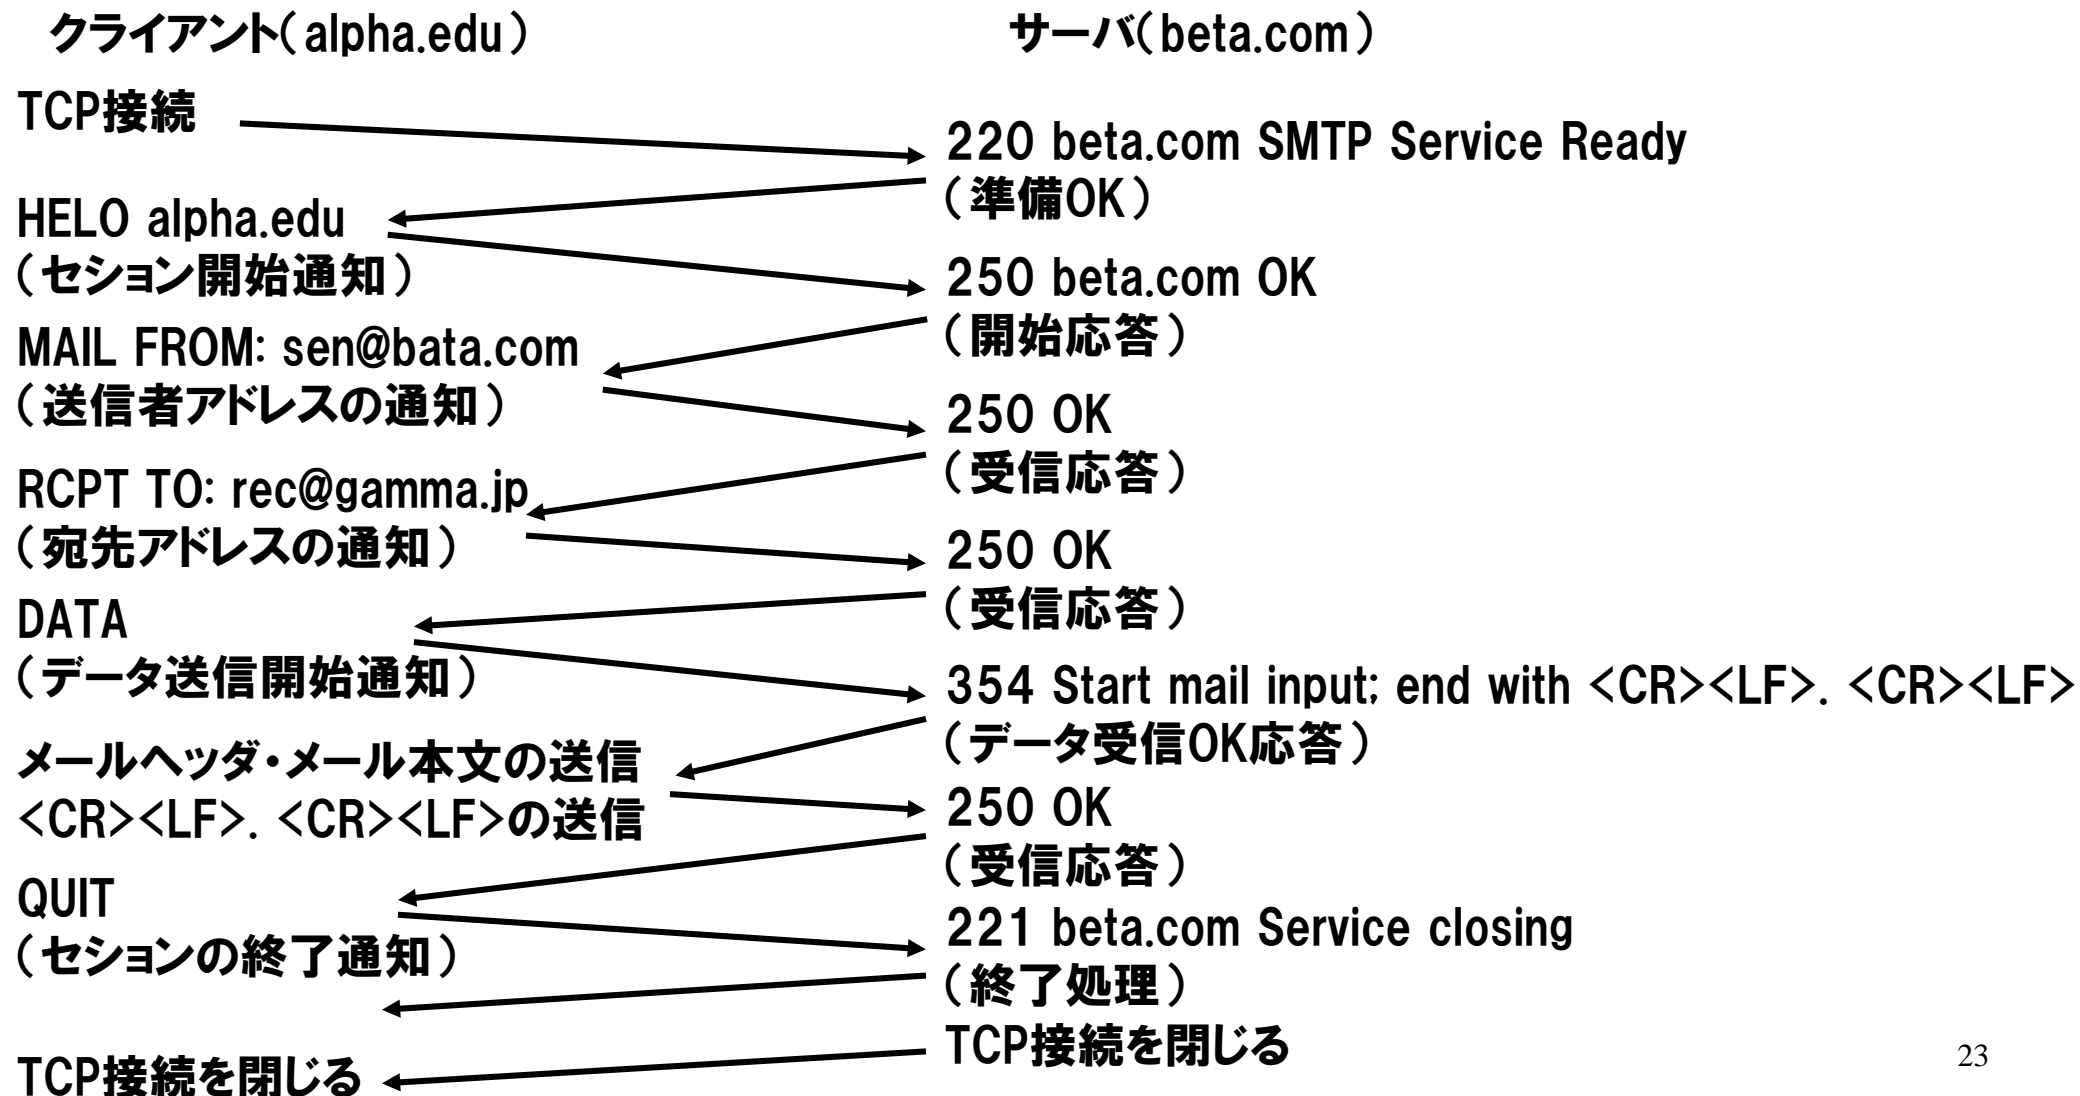 クライアント(alpha.edu)
サーバ(beta.com)
TCP接続
220 beta.com SMTP Service Ready
(準備OK)
HELO alpha.edu
(セション開始通知)
250 beta.com OK
(開始応答)
MAIL FROM: sen@bata.com
(送信者アドレスの通知)
250 OK
(受信応答)
RCPT TO: rec@gamma.jp
(宛先アドレスの通知)
250 OK
(受信応答)
DATA
(データ送信開始通知)
354 Start mail input; end with <CR><LF>. <CR><LF>
(データ受信OK応答)
メールヘッダ・メール本文の送信
<CR><LF>. <CR><LF>の送信
250 OK
(受信応答)
QUIT
(セションの終了通知)
221 beta.com Service closing
(終了処理)
TCP接続を閉じる
TCP接続を閉じる
23